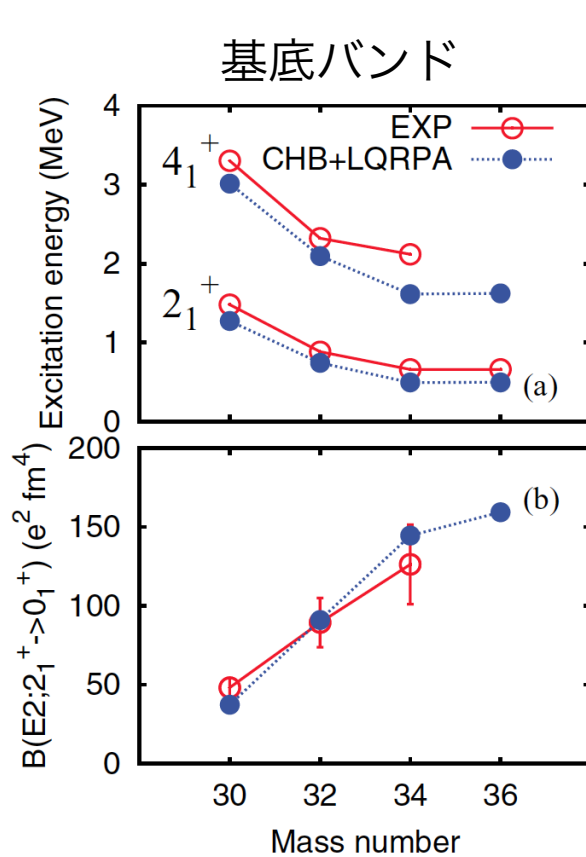 基底バンド
Excitation energy (MeV)
4
3
2
1
0
EXP
CHB+LQRPA
4₁⁺
2₁⁺
(a)
B(E2;2₁⁺->0₁⁺) (e² fm⁴)
200
150
100
50
0
(b)
30 32 34 36
Mass number